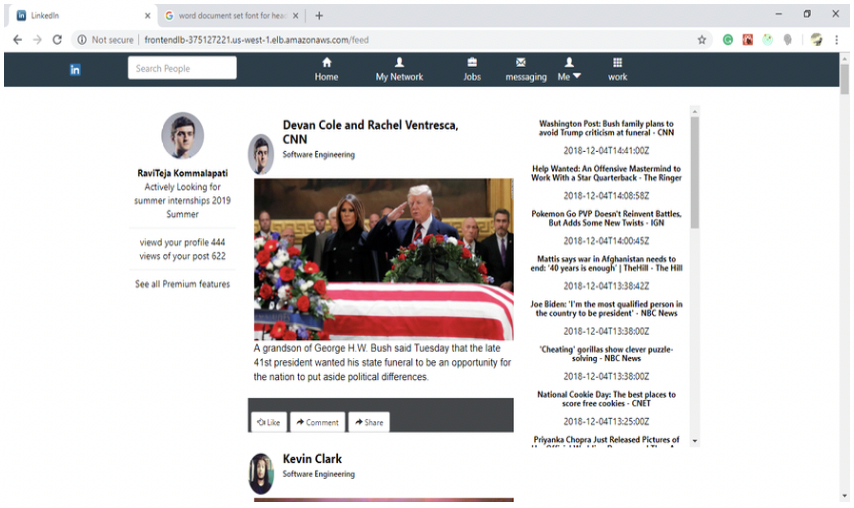 LinkedIn
word document set font for head
Not secure | frontendlb-375127221.us-west-1.elb.amazonaws.com/feed
in
Search People
Home
My Network
Jobs
messaging
Me
work
RaviTeja Kommalapati
Actively Looking for
summer internships 2019
Summer
viewd your profile 444
views of your post 622
See all Premium features
Devan Cole and Rachel Ventresca,
CNN
Software Engineering
A grandson of George H.W. Bush said Tuesday that the late
41st president wanted his state funeral to be an opportunity for
the nation to put aside political differences.
Like
Comment
Share
Kevin Clark
Software Engineering
Washington Post: Bush family plans to
avoid Trump criticism at funeral - CNN
2018-12-04T14:41:00Z
Help Wanted: An Offensive Mastermind to
Work With a Star Quarterback - The Ringer
2018-12-04T14:08:58Z
Pokemon Go PVP Doesn't Reinvent Battles,
But Adds Some New Twists - IGN
2018-12-04T14:00:45Z
Mattis says war in Afghanistan needs to
end: '40 years is enough' | TheHill - The Hill
2018-12-04T13:38:42Z
Joe Biden: 'I'm the most qualified person in
the country to be president' - NBC News
2018-12-04T13:38:00Z
'Cheating' gorillas show clever puzzle-
solving - NBC News
2018-12-04T13:38:00Z
National Cookie Day: The best places to
score free cookies - CNET
2018-12-04T13:25:00Z
Priyanka Chopra Just Released Pictures of